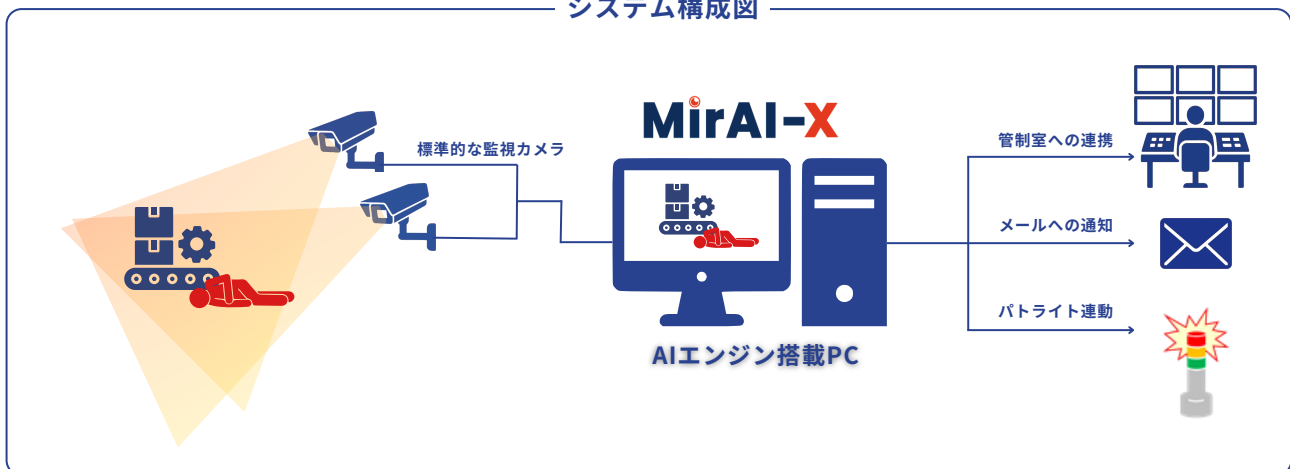 システム構成図
標準的な監視カメラ
MirAI-X
AIエンジン搭載PC
管制室への連携
メールへの通知
パトライト連動